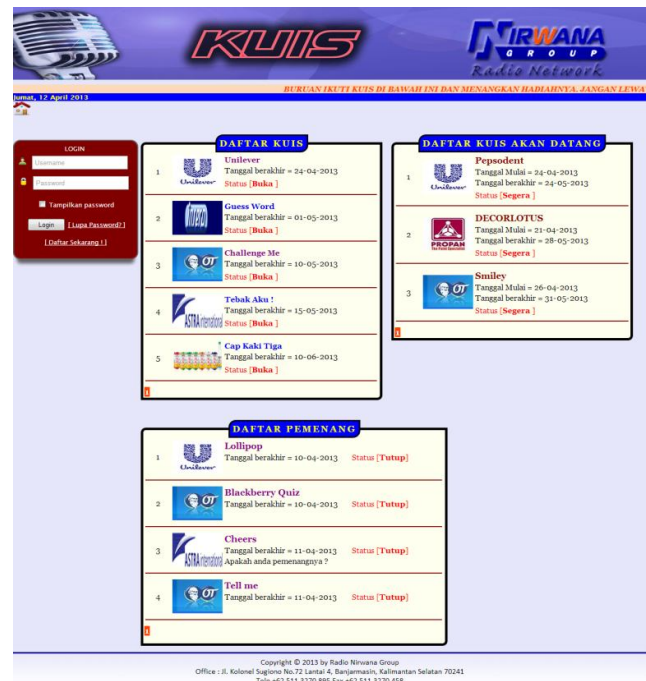 KUIS
NIRWANA
GROUP
Radio Network
BURUAN IKUTI KUIS DI BAWAH INI DAN MENANGKAN HADIAHNYA. JANGAN LEWA
Jumat, 12 April 2013
LOGIN
Username
Password
Tampilkan password
Login [ Lupa Password? ]
[ Daftar Sekarang ! ]
DAFTAR KUIS
1
Unilever
Unilever
Tanggal berakhir = 24-04-2013
Status [Buka ]
2
Guess Word
Tanggal berakhir = 01-05-2013
Status [Buka ]
3
OT
Challenge Me
Tanggal berakhir = 10-05-2013
Status [Buka ]
4
ASTRA international
Tebak Aku !
Tanggal berakhir = 15-05-2013
Status [Buka ]
5
Cap Kaki Tiga
Tanggal berakhir = 10-06-2013
Status [Buka ]
1
DAFTAR KUIS AKAN DATANG
1
Unilever
Pepsodent
Tanggal Mulai = 24-04-2013
Tanggal berakhir = 24-05-2013
Status [Segera ]
2
PROPAN
DECORLOTUS
Tanggal Mulai = 21-04-2013
Tanggal berakhir = 28-05-2013
Status [Segera ]
3
OT
Smiley
Tanggal Mulai = 26-04-2013
Tanggal berakhir = 31-05-2013
Status [Segera ]
1
DAFTAR PEMENANG
1
Unilever
Lollipop
Tanggal berakhir = 10-04-2013 Status [Tutup]
2
OT
Blackberry Quiz
Tanggal berakhir = 10-04-2013 Status [Tutup]
3
ASTRA international
Cheers
Tanggal berakhir = 11-04-2013 Status [Tutup]
Apakah anda pemenangnya ?
4
OT
Tell me
Tanggal berakhir = 11-04-2013 Status [Tutup]
1
Copyright © 2013 by Radio Nirwana Group
Office : Jl. Kolonel Sugiono No.72 Lantai 4, Banjarmasin, Kalimantan Selatan 70241